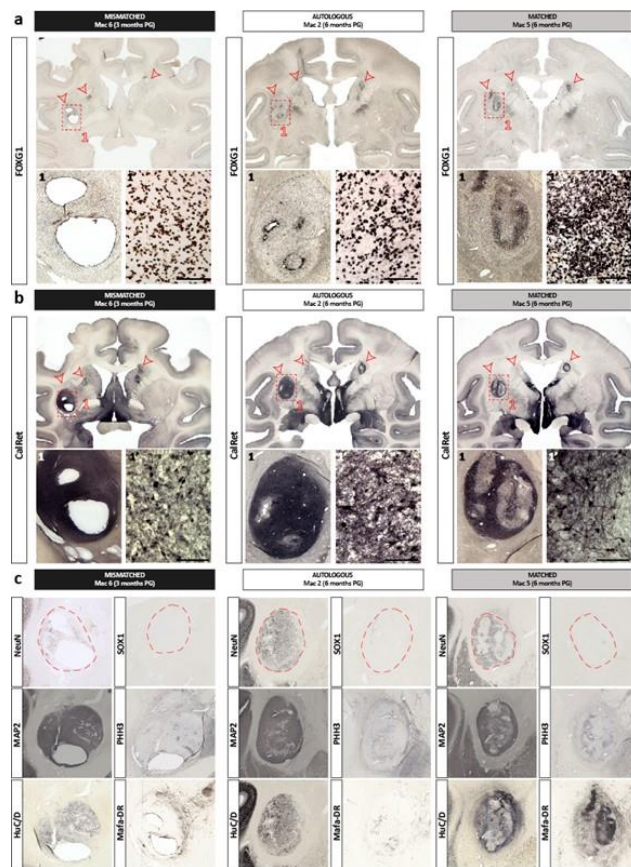 a
MISMATCHED
Mac 6 (3 months PG)
AUTOLOGOUS
Mac 2 (6 months PG)
MATCHED
Mac 5 (6 months PG)
FOXG1
FOXG1
FOXG1
1
1
1
1
1'
1
1'
1
1'
b
MISMATCHED
Mac 6 (3 months PG)
AUTOLOGOUS
Mac 2 (6 months PG)
MATCHED
Mac 5 (6 months PG)
CalRet
CalRet
CalRet
1
1
1
1
1'
1
1'
1
1'
c
MISMATCHED
Mac 6 (3 months PG)
AUTOLOGOUS
Mac 2 (6 months PG)
MATCHED
Mac 5 (6 months PG)
NeuN
SOX1
NeuN
SOX1
NeuN
SOX1
MAP2
PHH3
MAP2
PHH3
MAP2
PHH3
HuC/D
Mafa-DR
HuC/D
Mafa-DR
HuC/D
Mafa-DR